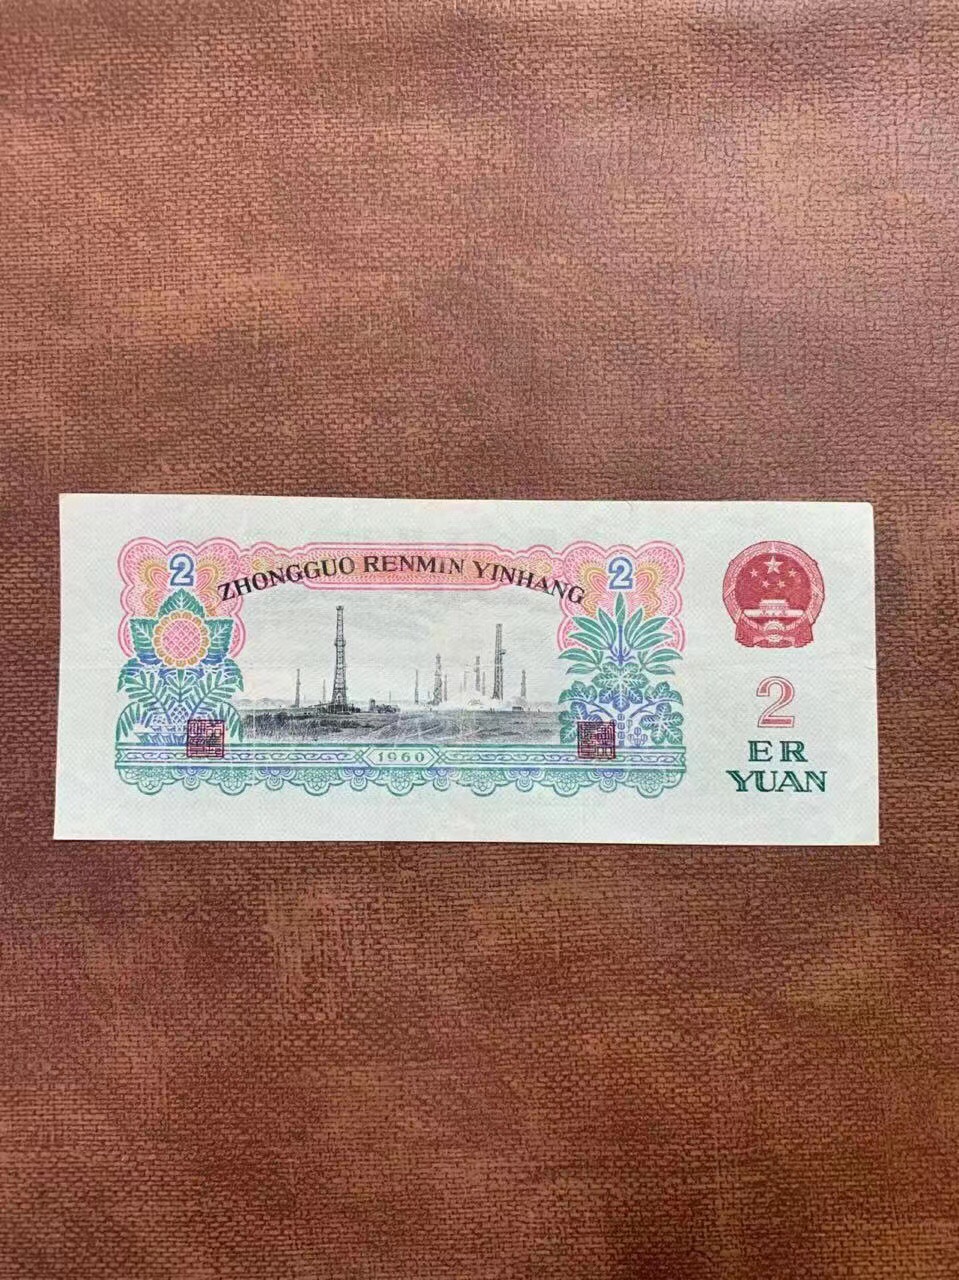 2
ZHONGGUO RENMIN YINHANG
2
1960
2
ER
YUAN